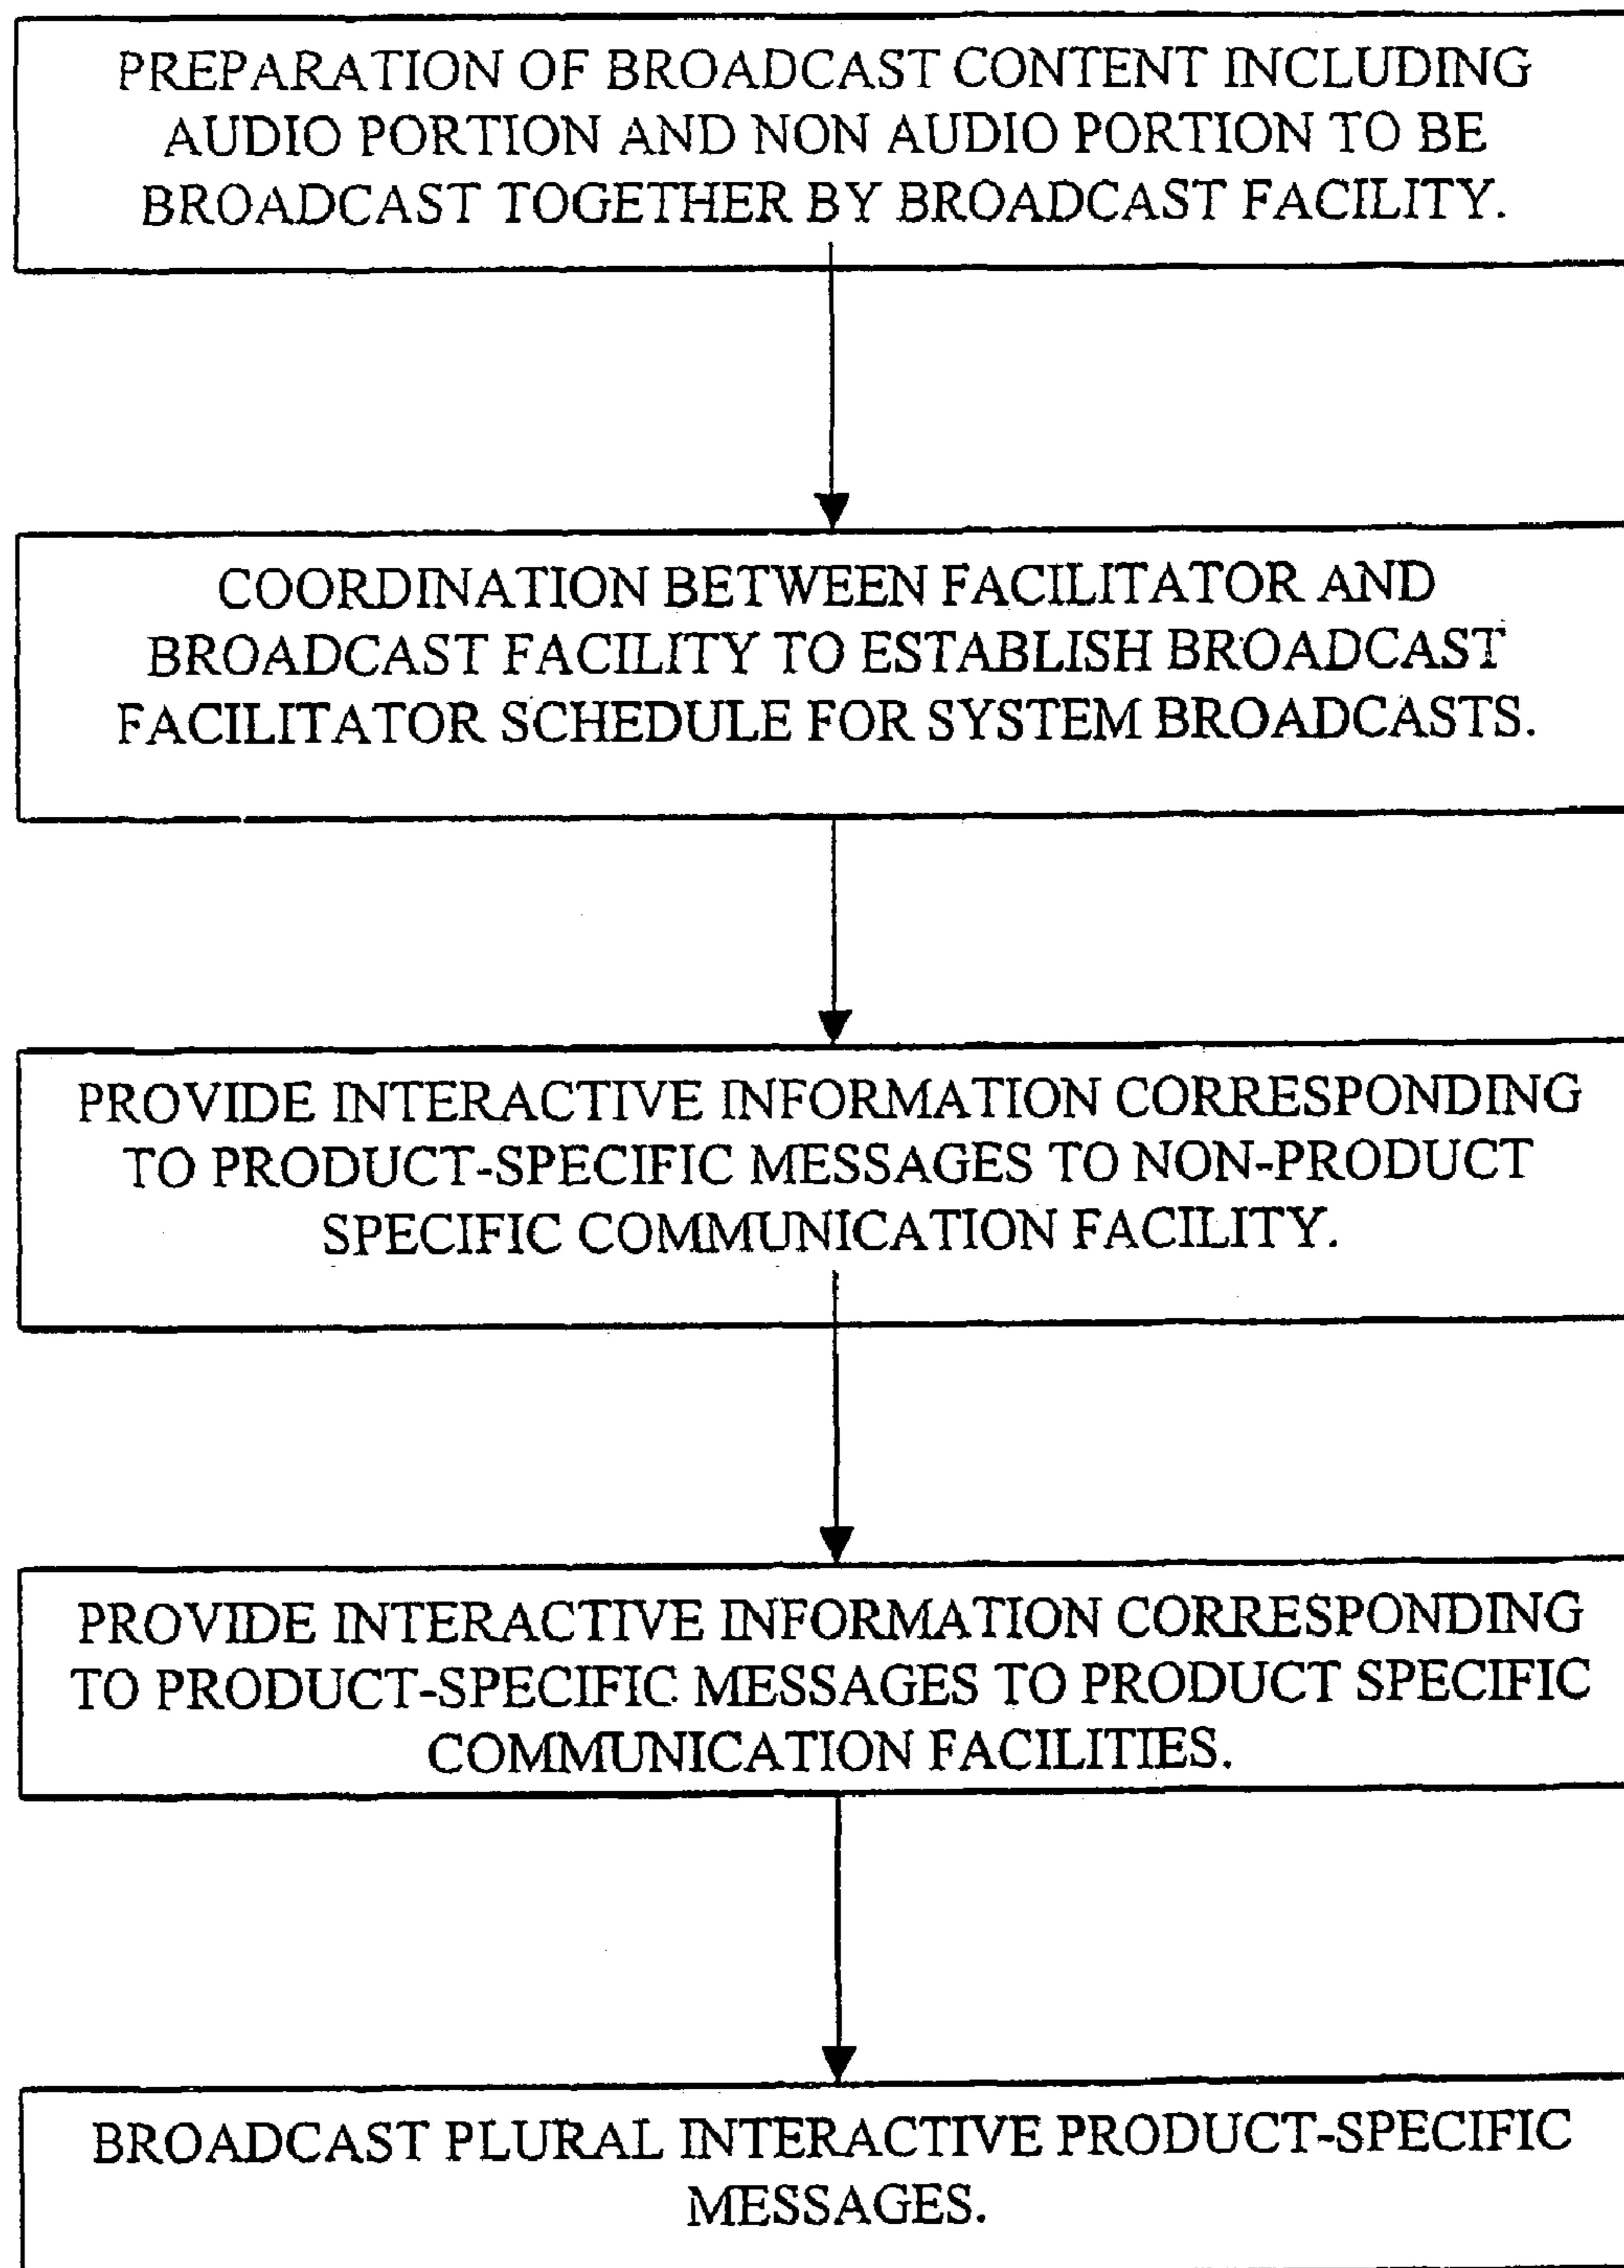 PREPARATION OF BROADCAST CONTENT INCLUDING
AUDIO PORTION AND NON AUDIO PORTION TO BE
BROADCAST TOGETHER BY BROADCAST FACILITY.
COORDINATION BETWEEN FACILITATOR AND
BROADCAST FACILITY TO ESTABLISH BROADCAST
FACILITATOR SCHEDULE FOR SYSTEM BROADCASTS.
PROVIDE INTERACTIVE INFORMATION CORRESPONDING
TO PRODUCT-SPECIFIC MESSAGES TO NON-PRODUCT
SPECIFIC COMMUNICATION FACILITY.
PROVIDE INTERACTIVE INFORMATION CORRESPONDING
TO PRODUCT-SPECIFIC MESSAGES TO PRODUCT SPECIFIC
COMMUNICATION FACILITIES.
BROADCAST PLURAL INTERACTIVE PRODUCT-SPECIFIC
MESSAGES.